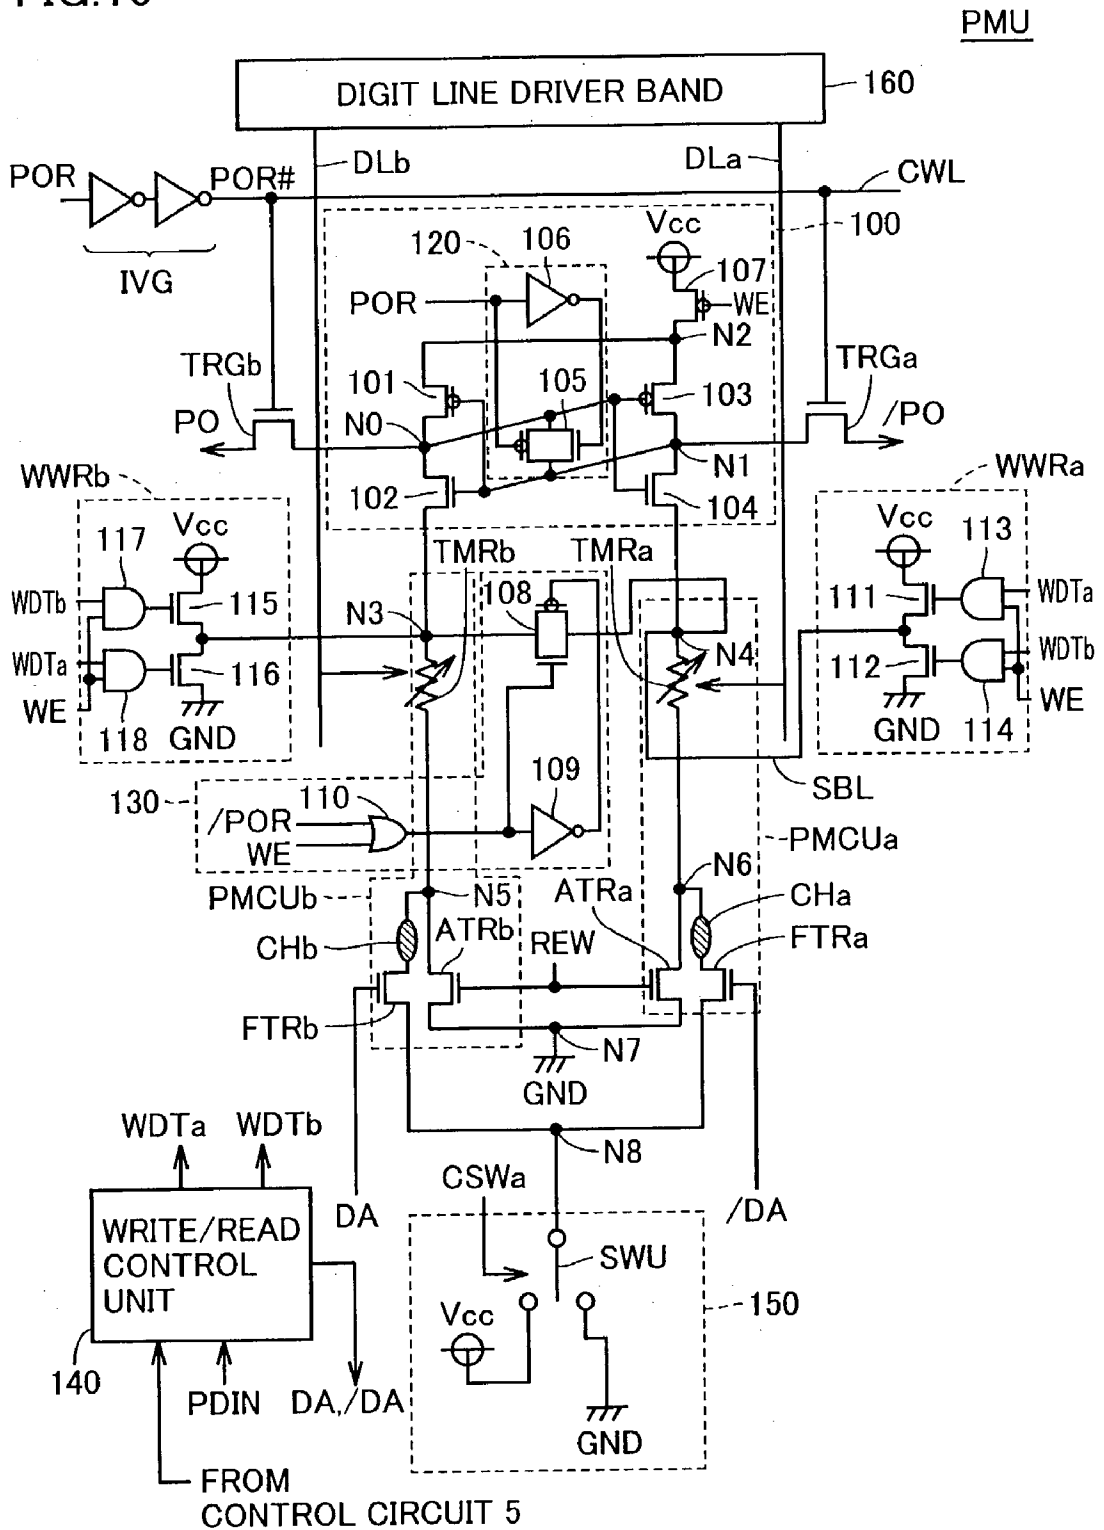 FIG.10
PMU
DIGIT LINE DRIVER BAND
160
DLb
DLa
POR
POR#
CWL
IVG
Vcc
100
120
106
107
POR
WE
N2
TRGb
101
105
103
TRGa
PO
N0
N1
/PO
WWRb
102
104
WWRa
Vcc
117
TMRb
TMRa
Vcc
113
WDTb
115
N3
108
111
WDTa
WDTa
116
N4
112
WDTb
WE
118
GND
GND
114
WE
130
110
109
SBL
/POR
WE
PMCUa
PMCUb
N5
ATRa
N6
CHa
CHb
ATRb
REW
FTRa
FTRb
N7
GND
WDTa
WDTb
N8
CSWa
DA
/DA
WRITE/READ
CONTROL
UNIT
SWU
Vcc
150
140
PDIN
DA,/DA
GND
FROM
CONTROL CIRCUIT 5